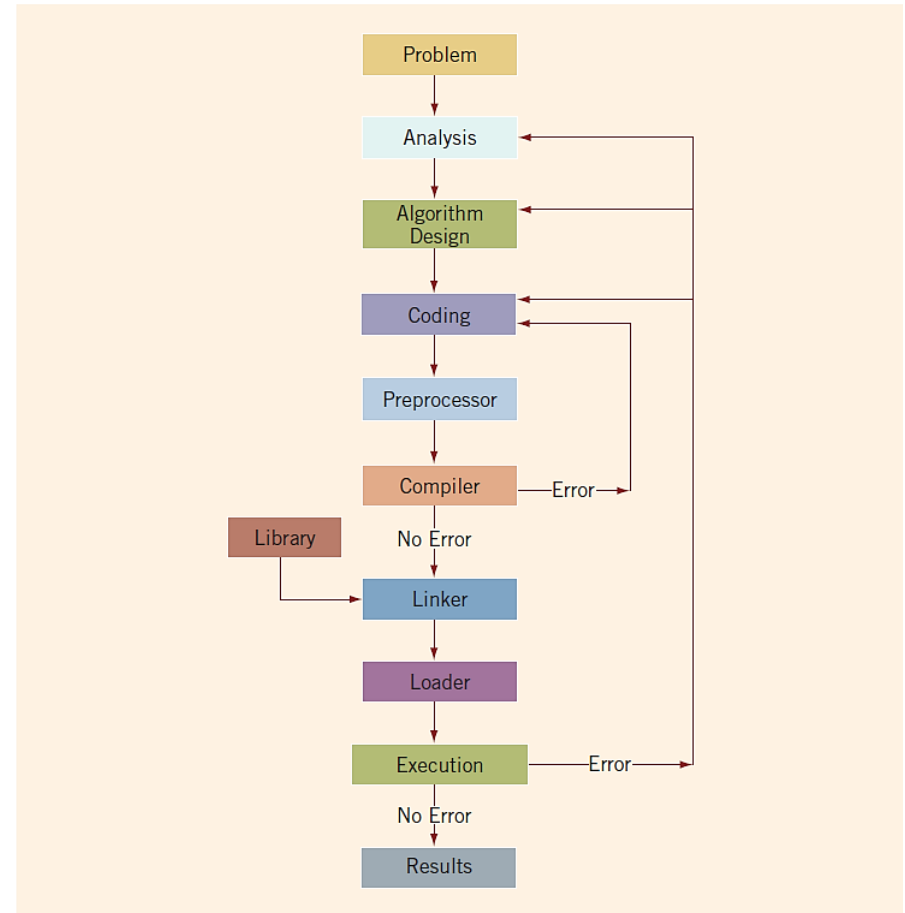 Problem
Analysis
Algorithm
Design
Coding
Preprocessor
Compiler
Error
No Error
Library
Linker
Loader
Execution
Error
No Error
Results